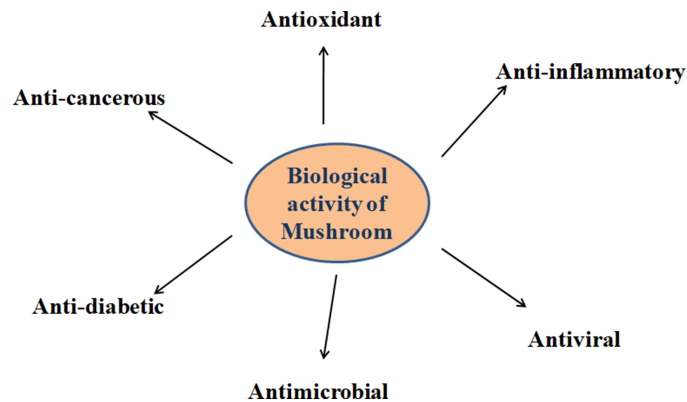 Antioxidant
Anti-inflammatory
Anti-cancerous
Biological
activity of
Mushroom
Anti-diabetic
Antiviral
Antimicrobial